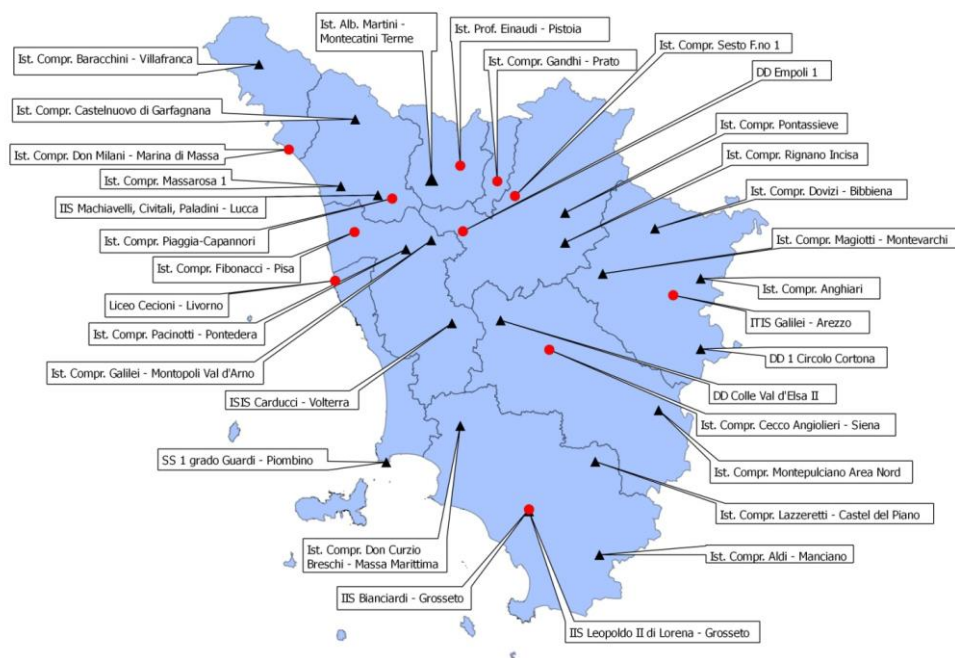 Ist. Alb. Martini -
Montecatini Terme
Ist. Prof. Einaudi - Pistoia
Ist. Compr. Sesto F.no 1
Ist. Compr. Baracchini - Villafranca
Ist. Compr. Gandhi - Prato
DD Empoli 1
Ist. Compr. Castelnuovo di Garfagnana
Ist. Compr. Pontassieve
Ist. Compr. Don Milani - Marina di Massa
Ist. Compr. Rignano Incisa
Ist. Compr. Massarosa 1
Ist. Compr. Dovizi - Bibbiena
IIS Machiavelli, Civitali, Paladini - Lucca
Ist. Compr. Piaggia-Capannori
Ist. Compr. Magiotti - Montevarchi
Ist. Compr. Fibonacci - Pisa
Ist. Compr. Anghiari
Liceo Cecioni - Livorno
ITIS Galilei - Arezzo
Ist. Compr. Pacinotti - Pontedera
DD 1 Circolo Cortona
Ist. Compr. Galilei - Montopoli Val d'Arno
DD Colle Val d'Elsa II
ISIS Carducci - Volterra
Ist. Compr. Cecco Angiolieri - Siena
SS 1 grado Guardi - Piombino
Ist. Compr. Montepulciano Area Nord
Ist. Compr. Lazzeretti - Castel del Piano
Ist. Compr. Don Curzio
Breschi - Massa Marittima
Ist. Compr. Aldi - Manciano
IIS Bianciardi - Grosseto
IIS Leopoldo II di Lorena - Grosseto